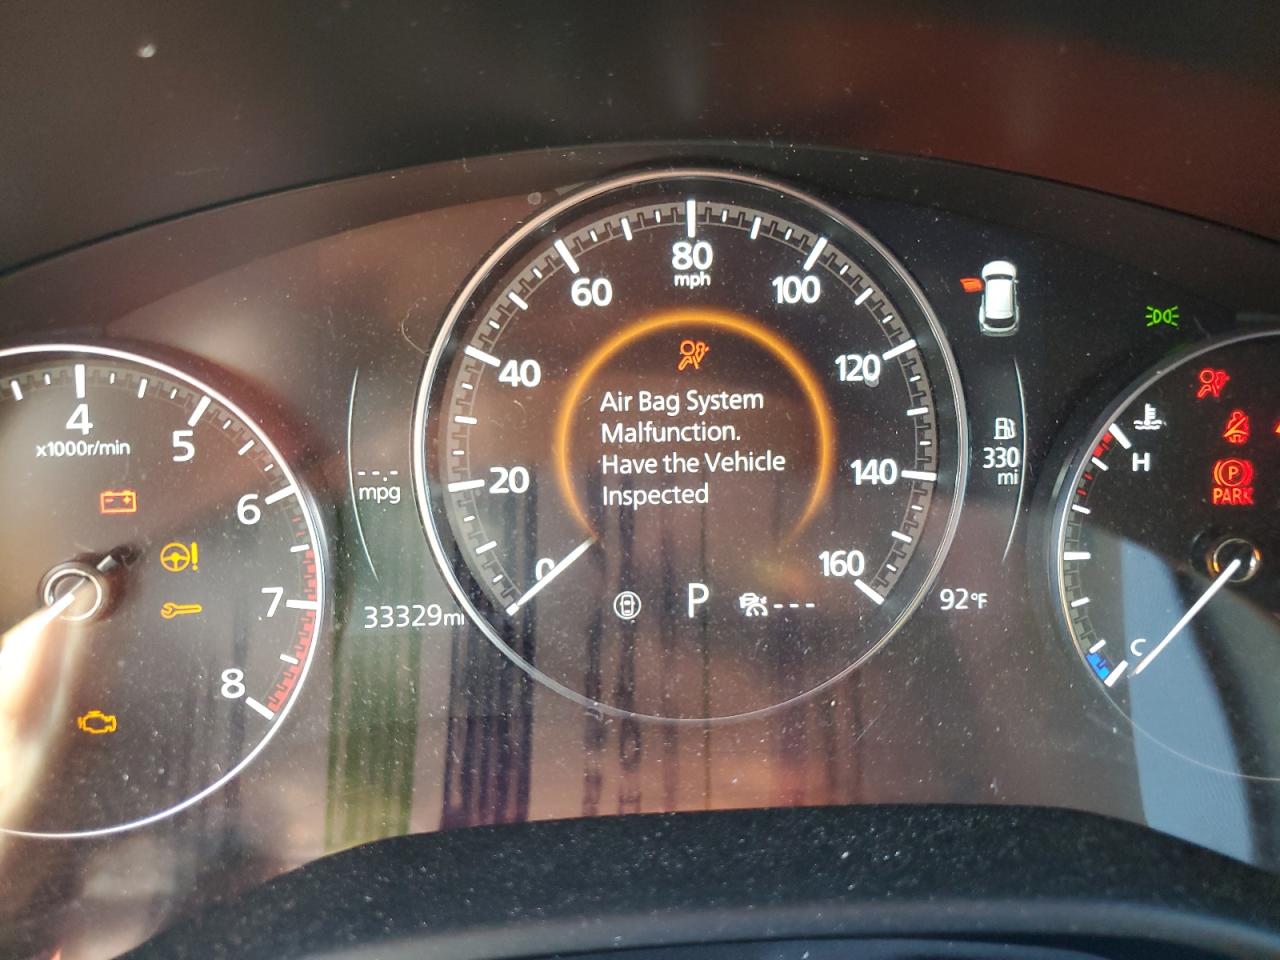 80
mph
60
100
40
120
Air Bag System
Malfunction.
Have the Vehicle
Inspected
20
140
0
160
P
---
4
x1000r/min
5
6
7
8
---
mpg
33329mi
330
mi
92°F
H
C
P
PARK